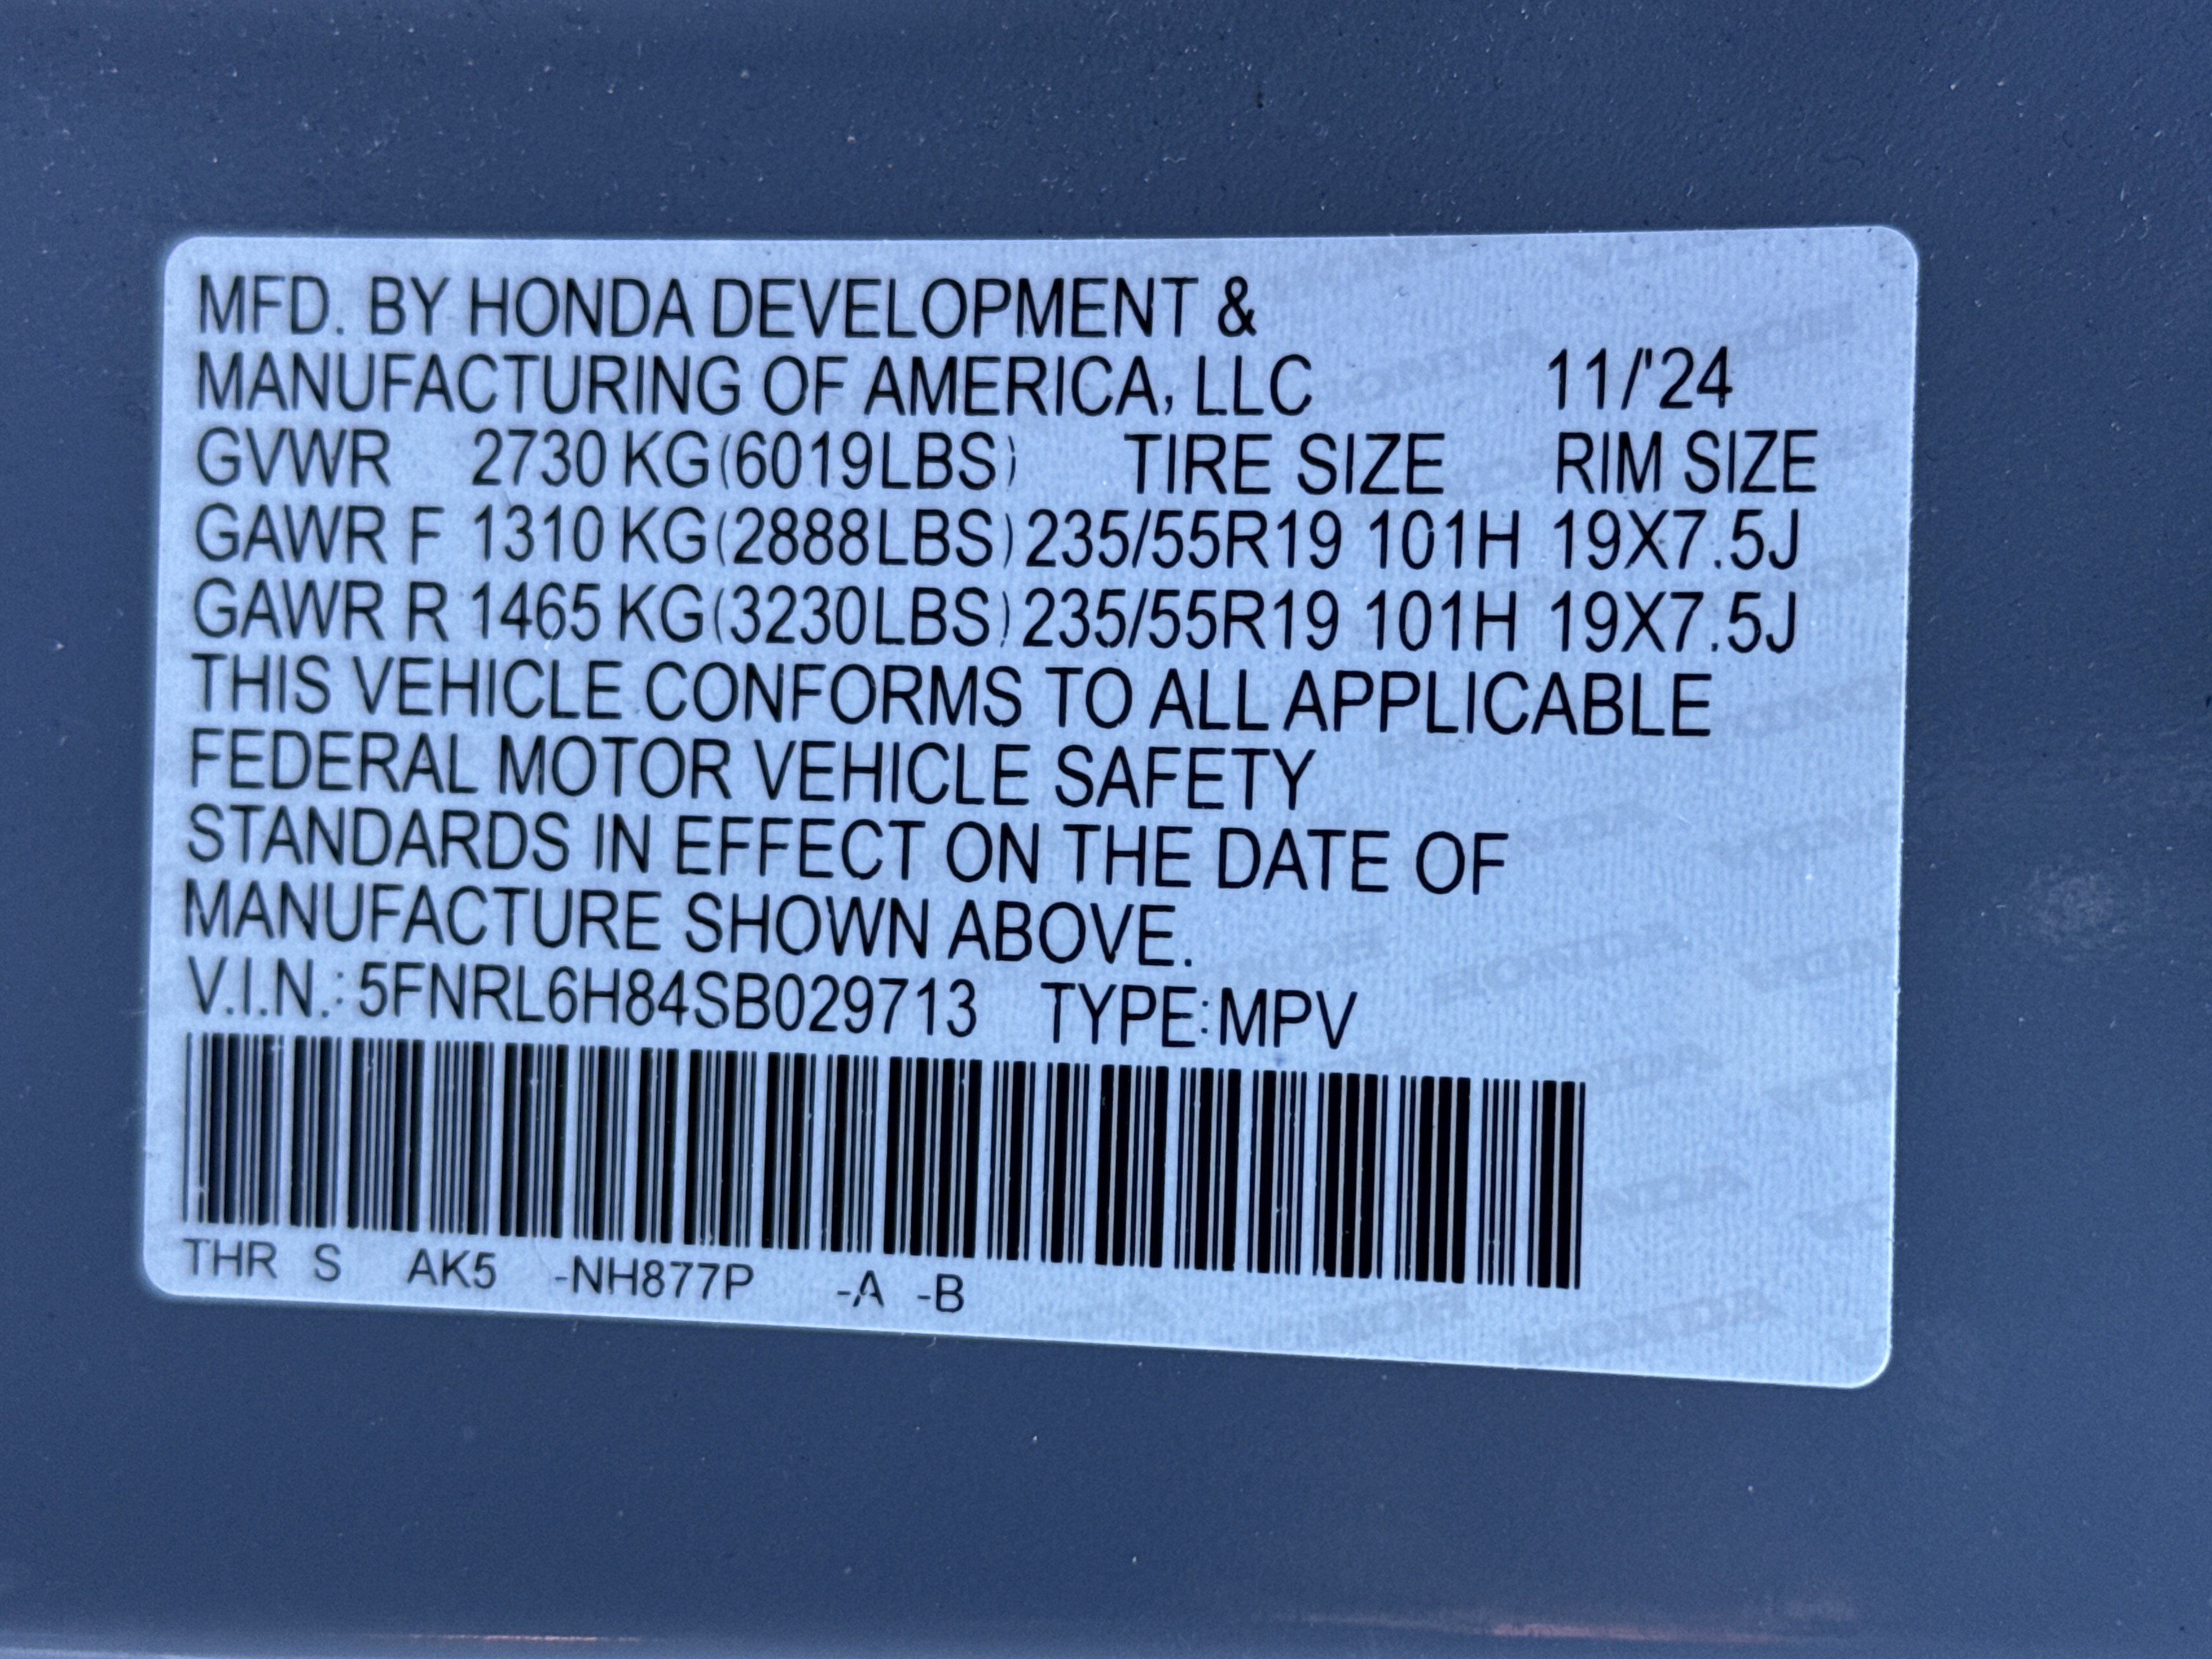 MFD. BY HONDA DEVELOPMENT &
MANUFACTURING OF AMERICA, LLC 11/'24
GVWR 2730 KG(6019LBS) TIRE SIZE RIM SIZE
GAWR F 1310 KG(2888LBS) 235/55R19 101H 19X7.5J
GAWR R 1465 KG(3230LBS) 235/55R19 101H 19X7.5J
THIS VEHICLE CONFORMS TO ALL APPLICABLE
FEDERAL MOTOR VEHICLE SAFETY
STANDARDS IN EFFECT ON THE DATE OF
MANUFACTURE SHOWN ABOVE.
V.I.N.: 5FNRL6H84SB029713 TYPE:MPV
THR S AK5 -NH877P -A -B